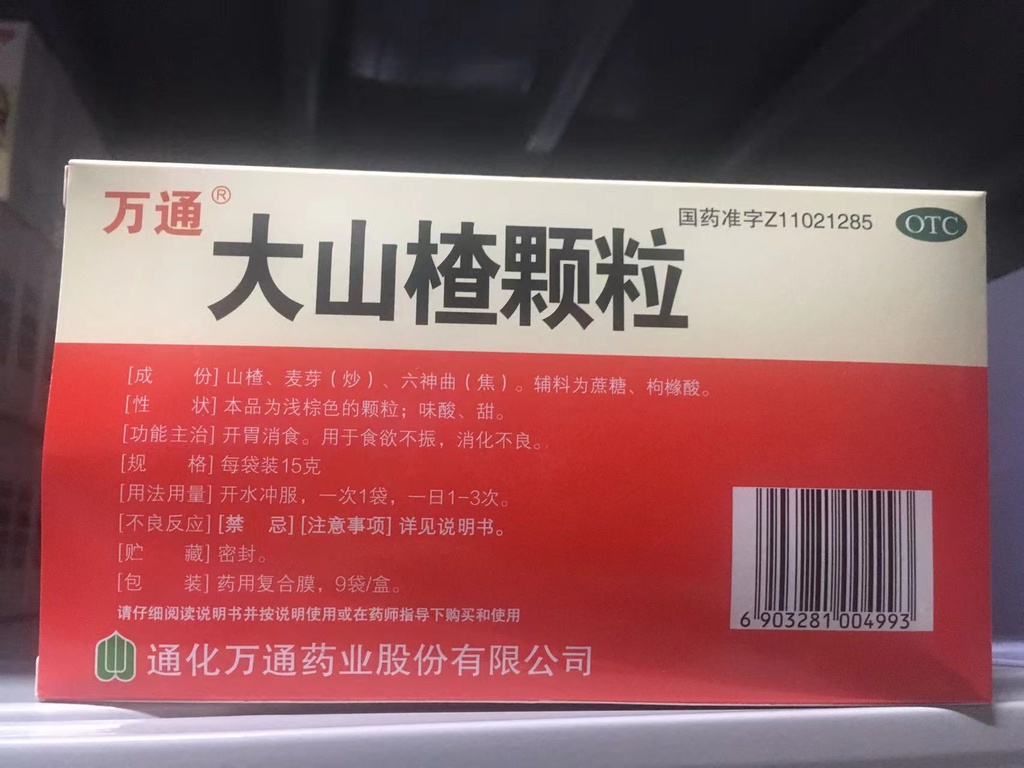 万通®
大山楂颗粒
国药准字Z11021285
OTC
[成 份] 山楂、麦芽(炒)、六神曲(焦)。辅料为蔗糖、枸橼酸。
[性 状] 本品为浅棕色的颗粒;味酸、甜。
[功能主治] 开胃消食。用于食欲不振,消化不良。
[规 格] 每袋装15克
[用法用量] 开水冲服,一次1袋,一日1-3次。
[不良反应] [禁 忌] [注意事项] 详见说明书。
[贮 藏] 密封。
[包 装] 药用复合膜,9袋/盒。
请仔细阅读说明书并按说明使用或在药师指导下购买和使用
通化万通药业股份有限公司
6 903281 004993